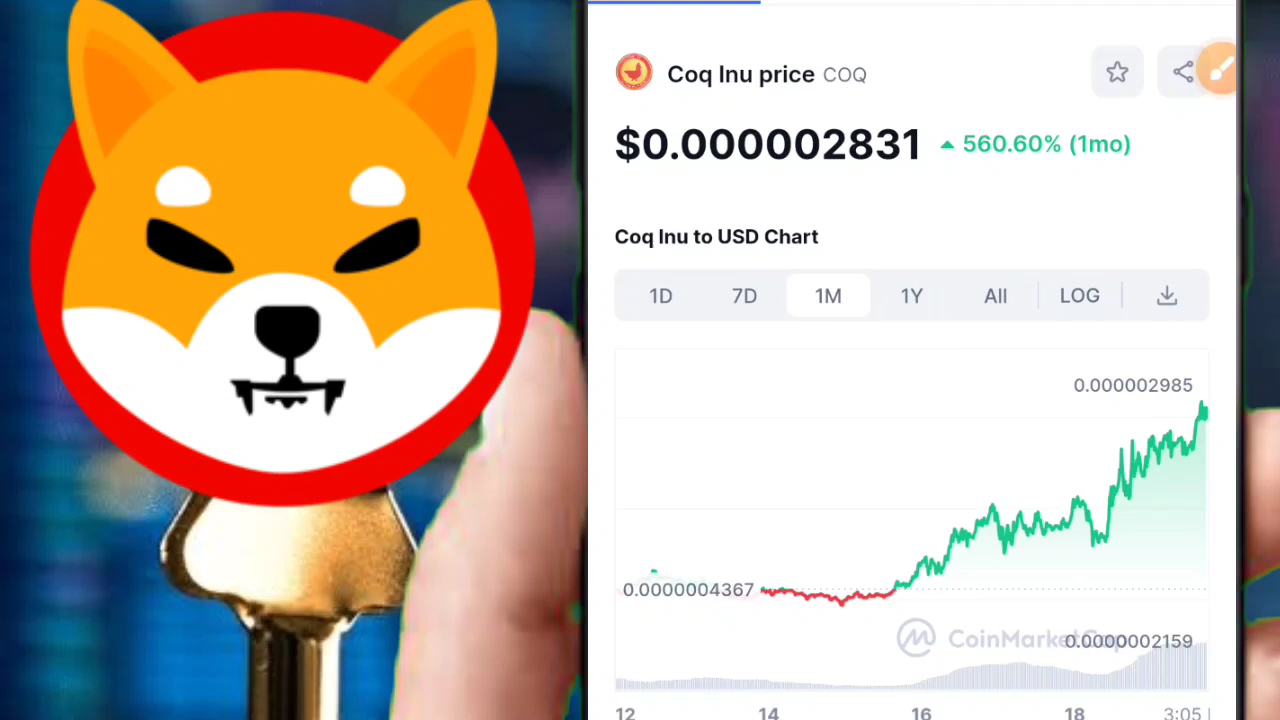 Coq Inu price COQ
$0.000002831 560.60% (1mo)
Coq Inu to USD Chart
1D 7D 1M 1Y All LOG
0.000002985
0.0000004367
CoinMarketCap
0.0000002159
12 14 16 18 3:05